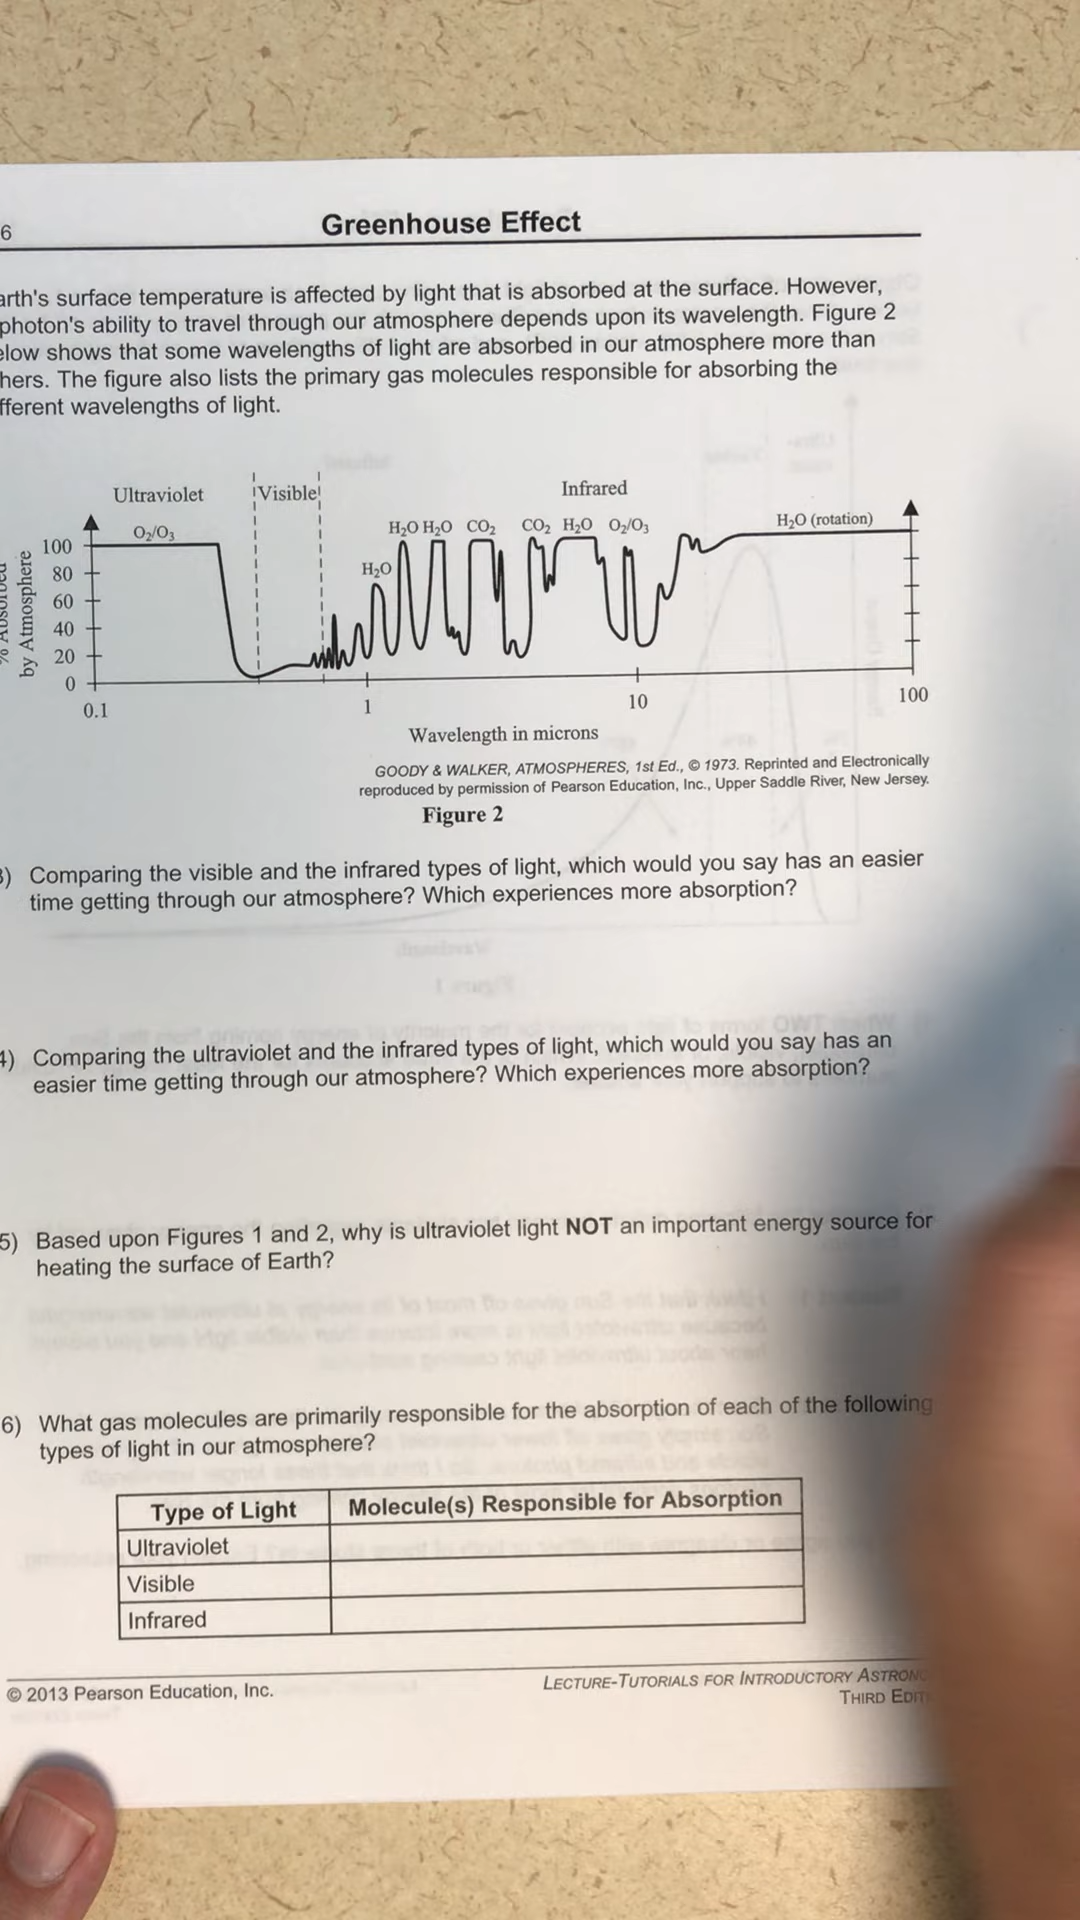 6
Greenhouse Effect
arth's surface temperature is affected by light that is absorbed at the surface. However,
photon's ability to travel through our atmosphere depends upon its wavelength. Figure 2
elow shows that some wavelengths of light are absorbed in our atmosphere more than
hers. The figure also lists the primary gas molecules responsible for absorbing the
fferent wavelengths of light.
Ultraviolet Visible Infrared
O₂/O₃ H₂O H₂O CO₂ CO₂ H₂O O₂/O₃ H₂O (rotation)
H₂O
% Absorbed
by Atmosphere
100
80
60
40
20
0
0.1 1 10 100
Wavelength in microns
GOODY & WALKER, ATMOSPHERES, 1st Ed., © 1973. Reprinted and Electronically
reproduced by permission of Pearson Education, Inc., Upper Saddle River, New Jersey.
Figure 2
3) Comparing the visible and the infrared types of light, which would you say has an easier
time getting through our atmosphere? Which experiences more absorption?
4) Comparing the ultraviolet and the infrared types of light, which would you say has an
easier time getting through our atmosphere? Which experiences more absorption?
5) Based upon Figures 1 and 2, why is ultraviolet light NOT an important energy source for
heating the surface of Earth?
6) What gas molecules are primarily responsible for the absorption of each of the following
types of light in our atmosphere?
Type of Light Molecule(s) Responsible for Absorption
Ultraviolet
Visible
Infrared
© 2013 Pearson Education, Inc.
LECTURE-TUTORIALS FOR INTRODUCTORY ASTRONO
THIRD EDIT